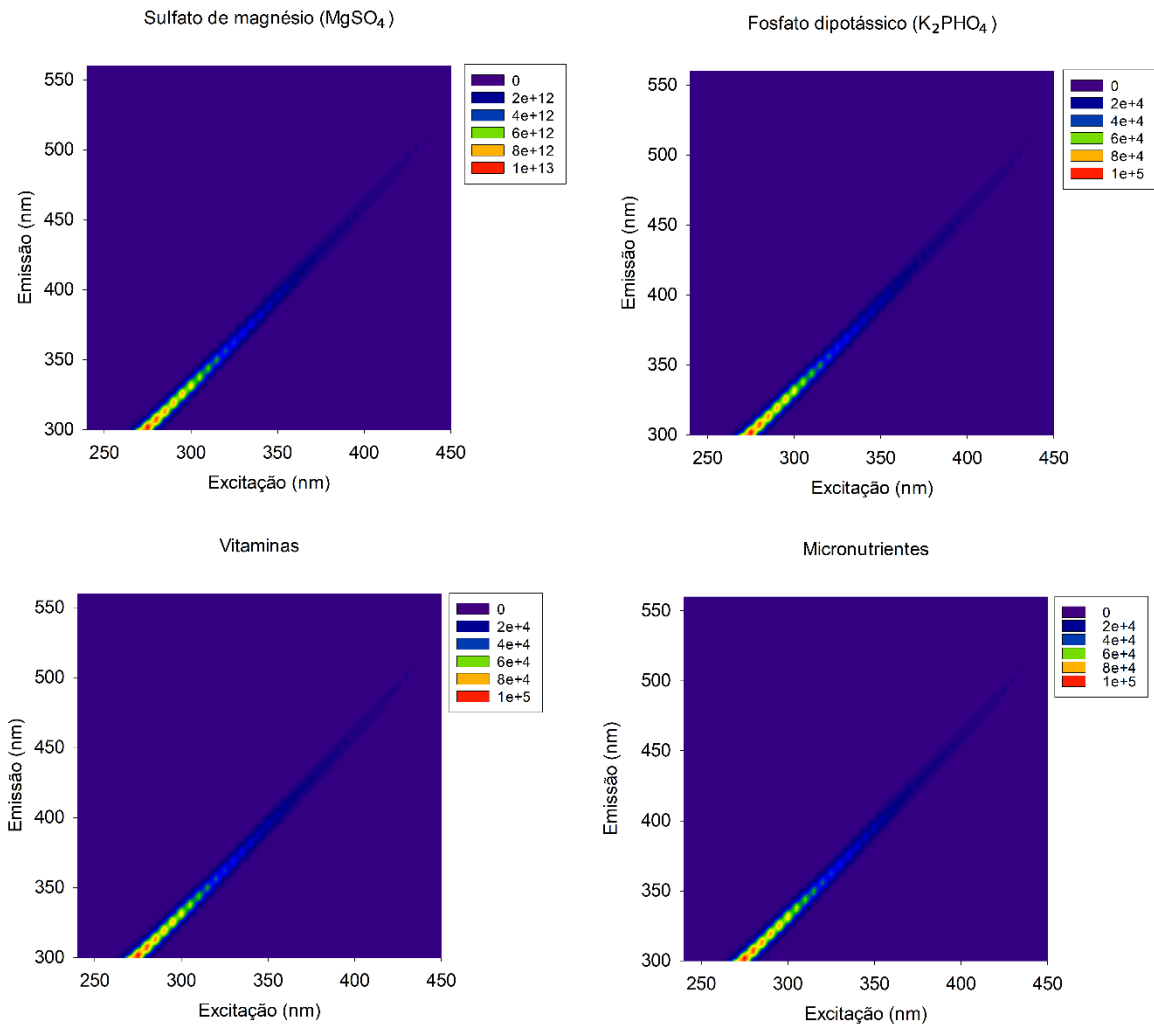 Sulfato de magnésio (MgSO₄)
560
550
500
450
400
350
300
Emissão (nm)
250 300 350 400 450
Excitação (nm)
0
2e+12
4e+12
6e+12
8e+12
1e+13
Fosfato dipotássico (K₂PHO₄)
550
500
450
400
350
300
Emissão (nm)
250 300 350 400 450
Excitação (nm)
0
2e+4
4e+4
6e+4
8e+4
1e+5
Vitaminas
550
500
450
400
350
300
Emissão (nm)
250 300 350 400 450
Excitação (nm)
0
2e+4
4e+4
6e+4
8e+4
1e+5
Micronutrientes
550
500
450
400
350
300
Emissão (nm)
250 300 350 400 450
Excitação (nm)
0
2e+4
4e+4
6e+4
8e+4
1e+5